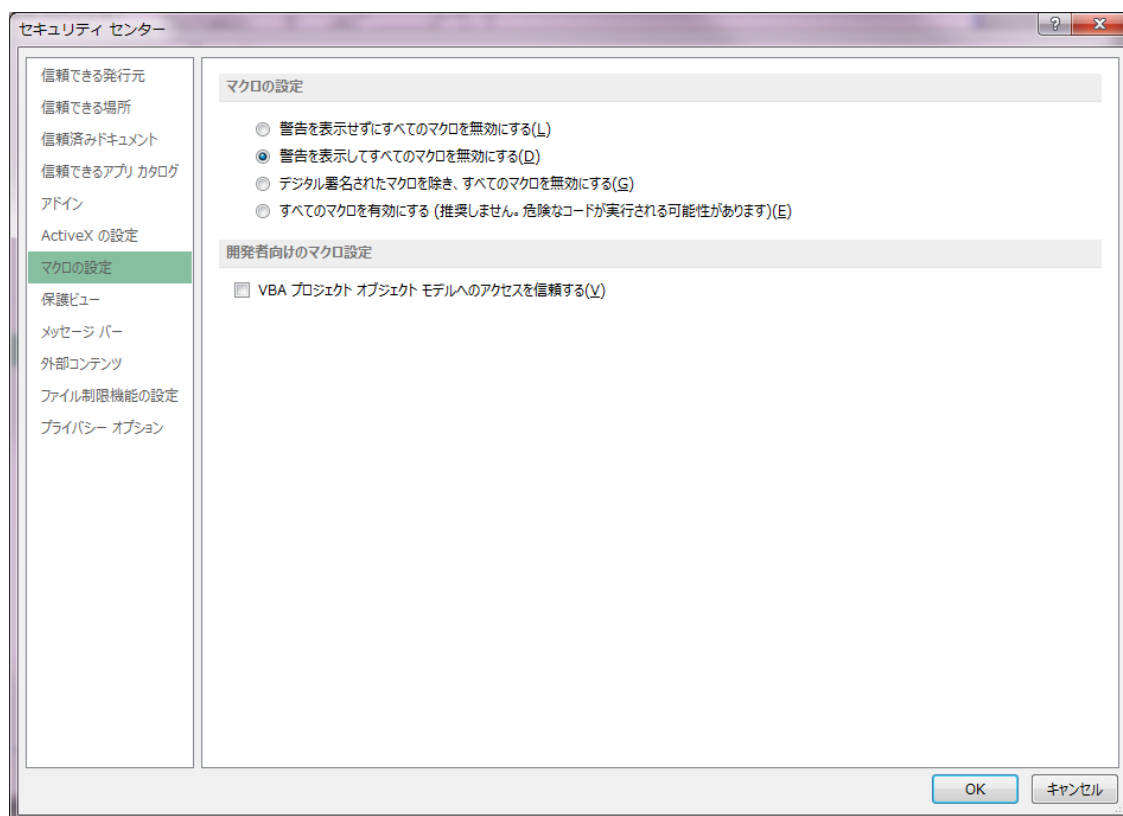 セキュリティ センター
信頼できる発行元
信頼できる場所
信頼済みドキュメント
信頼できるアプリ カタログ
アドイン
ActiveX の設定
マクロの設定
保護ビュー
メッセージ バー
外部コンテンツ
ファイル制限機能の設定
プライバシー オプション
マクロの設定
警告を表示せずにすべてのマクロを無効にする(L)
警告を表示してすべてのマクロを無効にする(D)
デジタル署名されたマクロを除き、すべてのマクロを無効にする(G)
すべてのマクロを有効にする (推奨しません。危険なコードが実行される可能性があります)(E)
開発者向けのマクロ設定
VBA プロジェクト オブジェクト モデルへのアクセスを信頼する(V)
OK
キャンセル